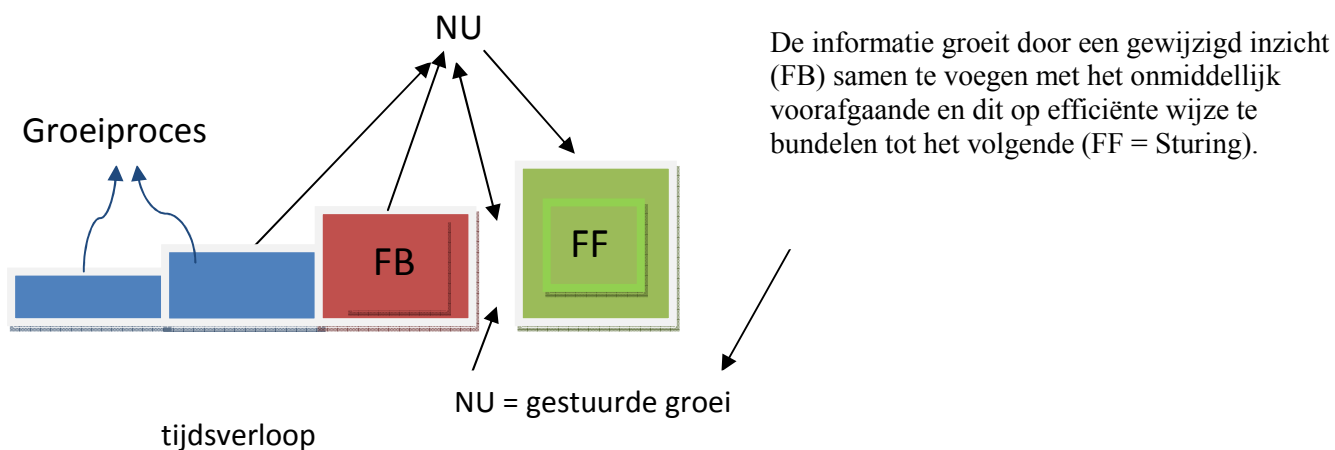 NU
De informatie groeit door een gewijzigd inzicht
(FB) samen te voegen met het onmiddellijk
voorafgaande en dit op efficiënte wijze te
bundelen tot het volgende (FF = Sturing).
Groeiproces
FB
FF
NU = gestuurde groei
tijdsverloop